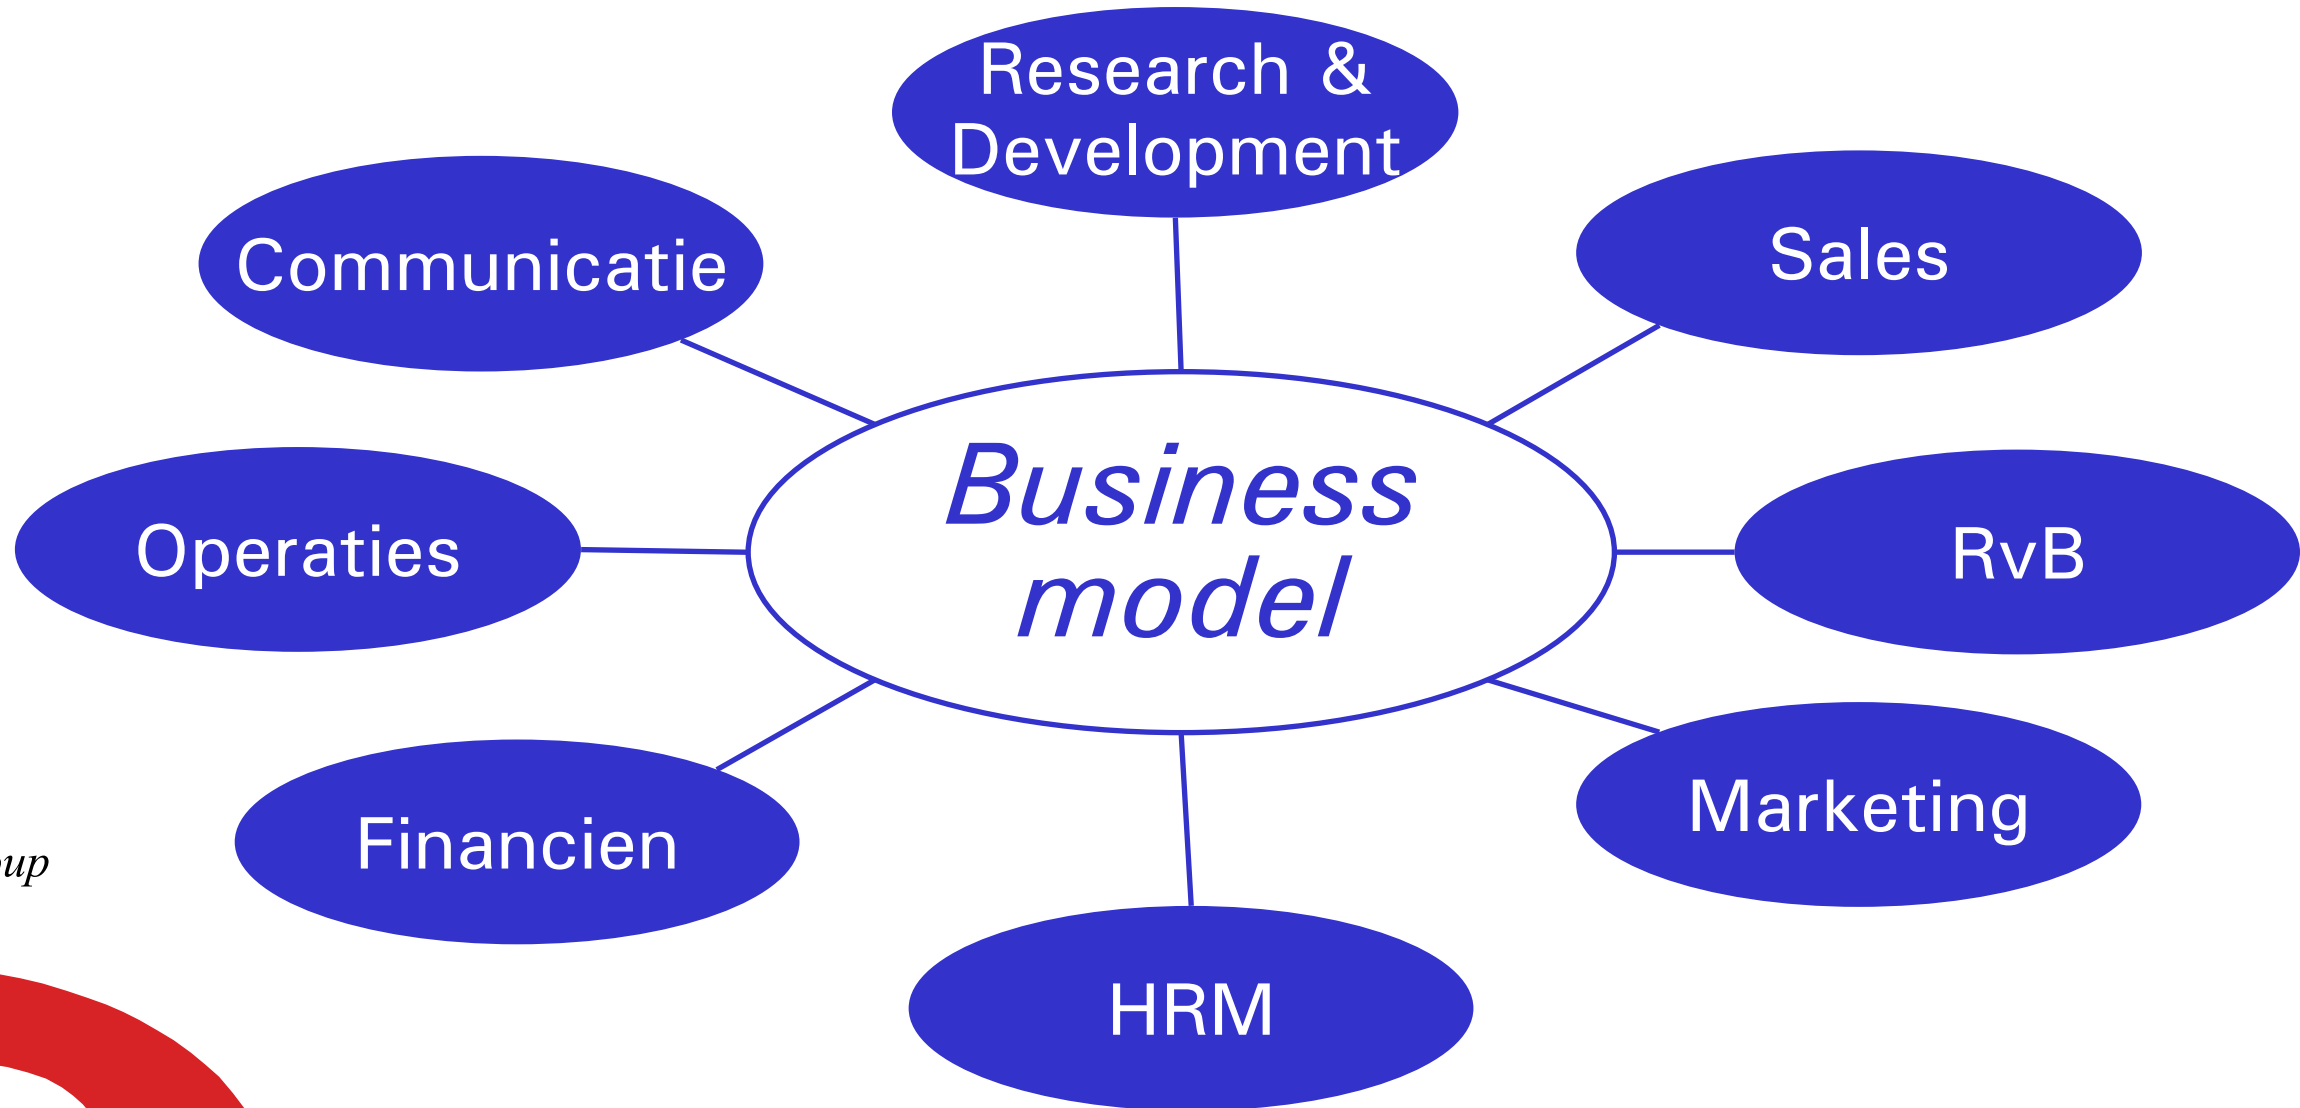 Research &
Development
Communicatie
Sales
Business
model
Operaties
RvB
Marketing
Financien
HRM